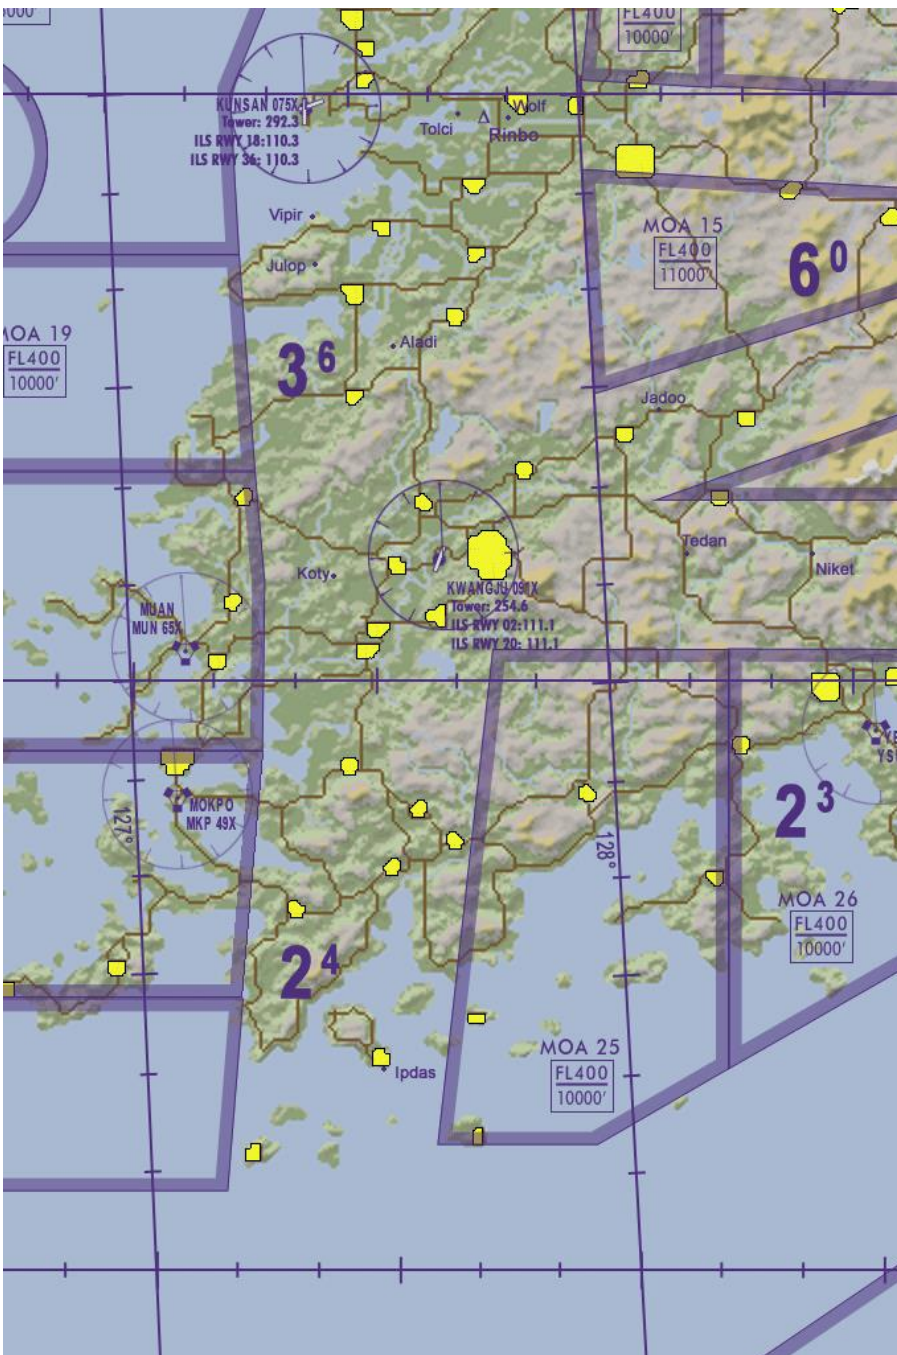 000'
FL400
10000'
KUNSAN 075X
Tower: 292.3
ILS RWY 18:110.3
ILS RWY 36: 110.3
Tolci
Wolf
Rinbo
Vipir
Julop
MOA 15
FL400
11000'
6⁰
MOA 19
FL400
10000'
3⁶
Aladi
Jadoo
Tedan
Niket
Koty
KWANGJU 091X
Tower: 254.6
ILS RWY 02:111.1
ILS RWY 20: 111.1
MUAN
MUN 65X
MOKPO
MKP 49X
127°
128°
2³
MOA 26
FL400
10000'
2⁴
MOA 25
FL400
10000'
Ipdas